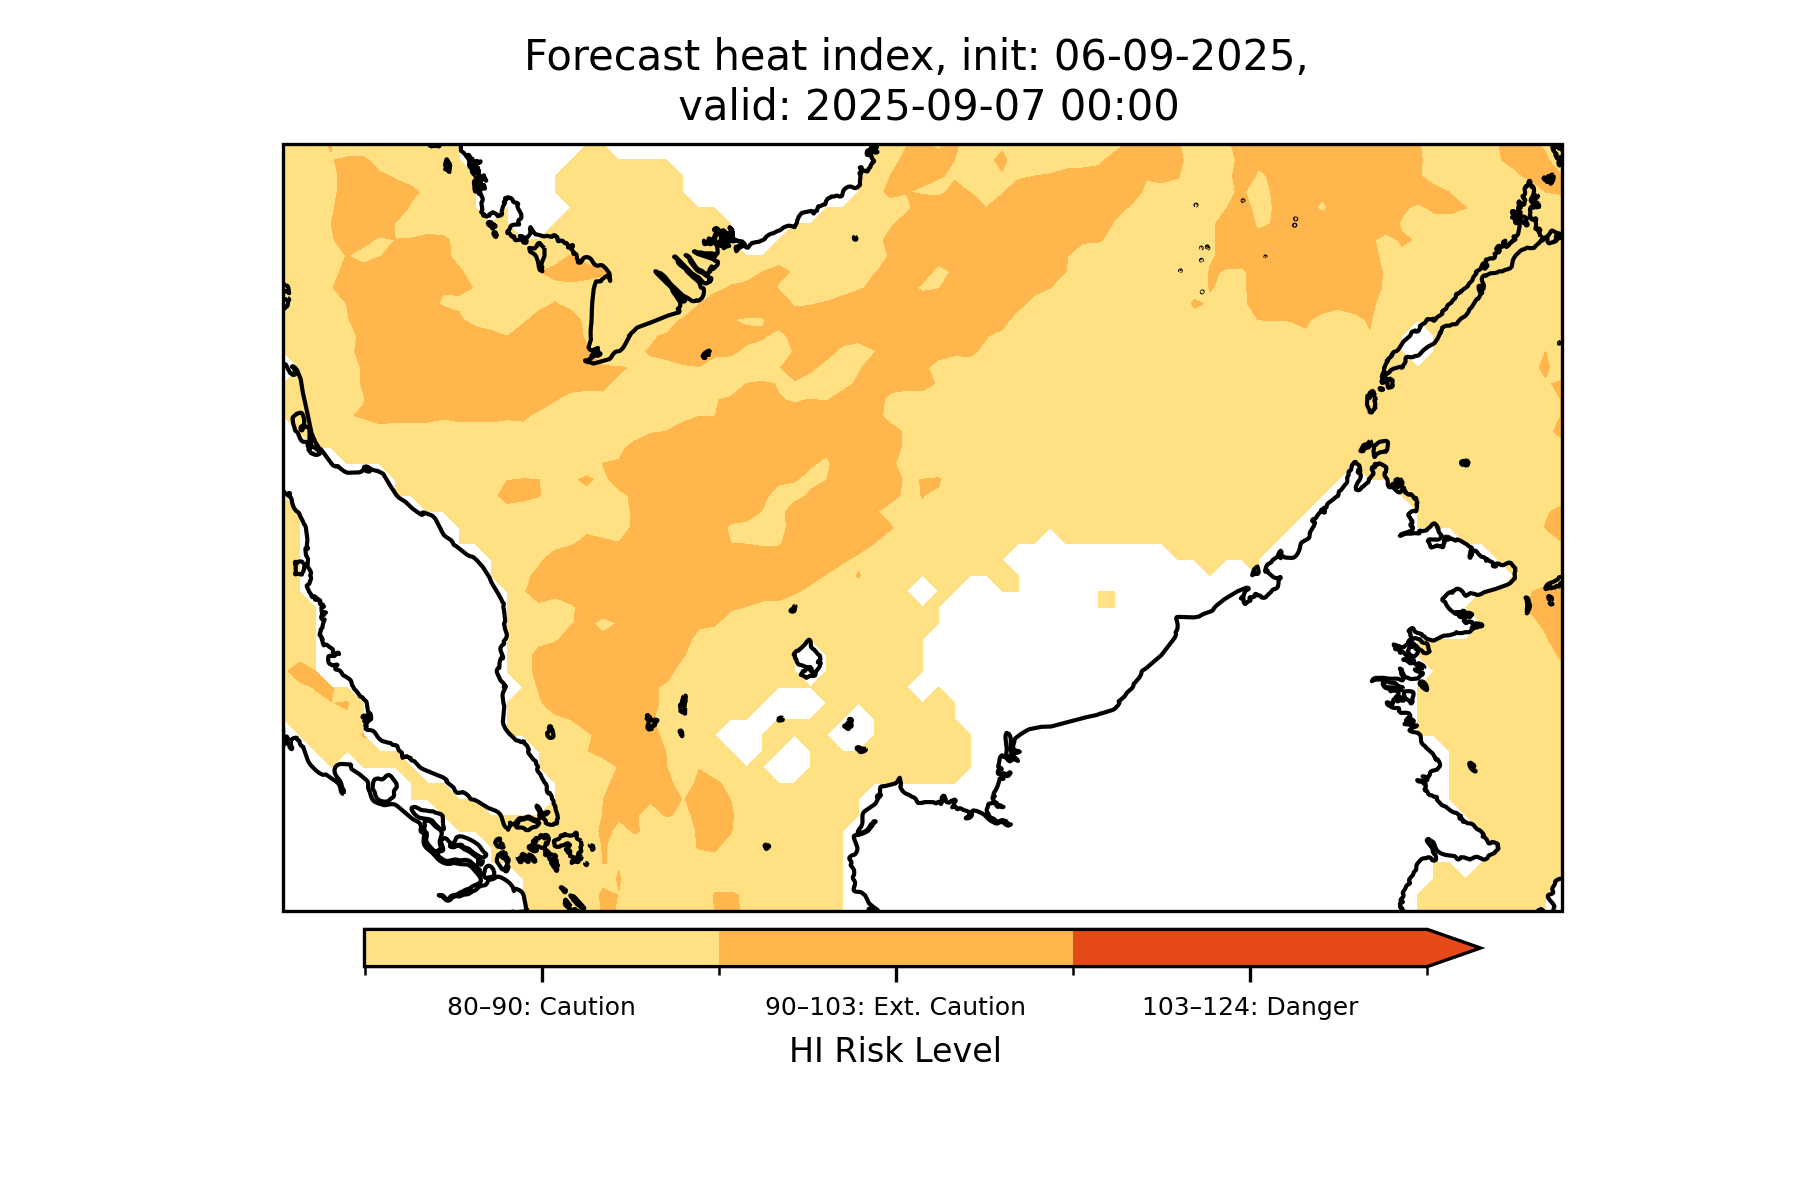 Forecast heat index, init: 06-09-2025,
valid: 2025-09-07 00:00
80–90: Caution
90–103: Ext. Caution
103–124: Danger
HI Risk Level